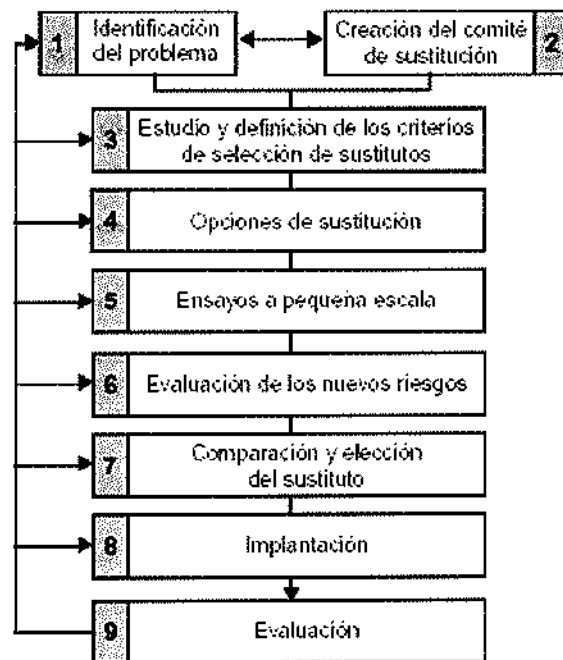 1
Identificación
del problema
Creación del comité
de sustitución
2
3
Estudio y definición de los criterios
de selección de sustitutos
4
Opciones de sustitución
5
Ensayos a pequeña escala
6
Evaluación de los nuevos riesgos
7
Comparación y elección
del sustituto
8
Implantación
9
Evaluación